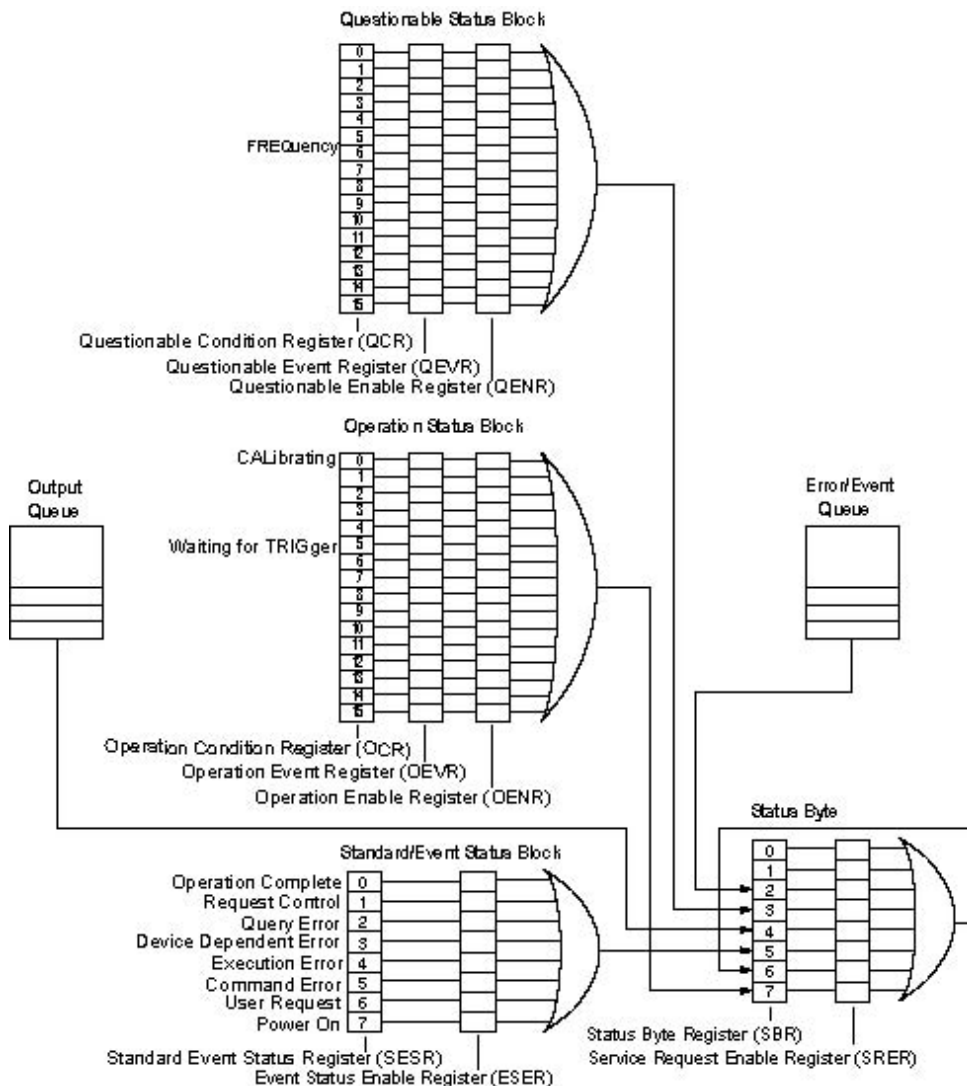 Questionable Status Block
0
1
2
3
4
5
FREQuency 6
7
8
9
10
11
12
13
14
15
Questionable Condition Register (QCR)
Questionable Event Register (QEVR)
Questionable Enable Register (QENR)
Operation Status Block
CALibrating 0
1
2
3
4
Waiting for TRIGger 5
6
7
8
9
10
11
12
13
14
15
Operation Condition Register (OCR)
Operation Event Register (OEVR)
Operation Enable Register (OENR)
Output
Queue
Error/Event
Queue
Standard/Event Status Block
Operation Complete 0
Request Control 1
Query Error 2
Device Dependent Error 3
Execution Error 4
Command Error 5
User Request 6
Power On 7
Standard Event Status Register (SESR)
Event Status Enable Register (ESER)
Status Byte
0
1
2
3
4
5
6
7
Status Byte Register (SBR)
Service Request Enable Register (SRER)